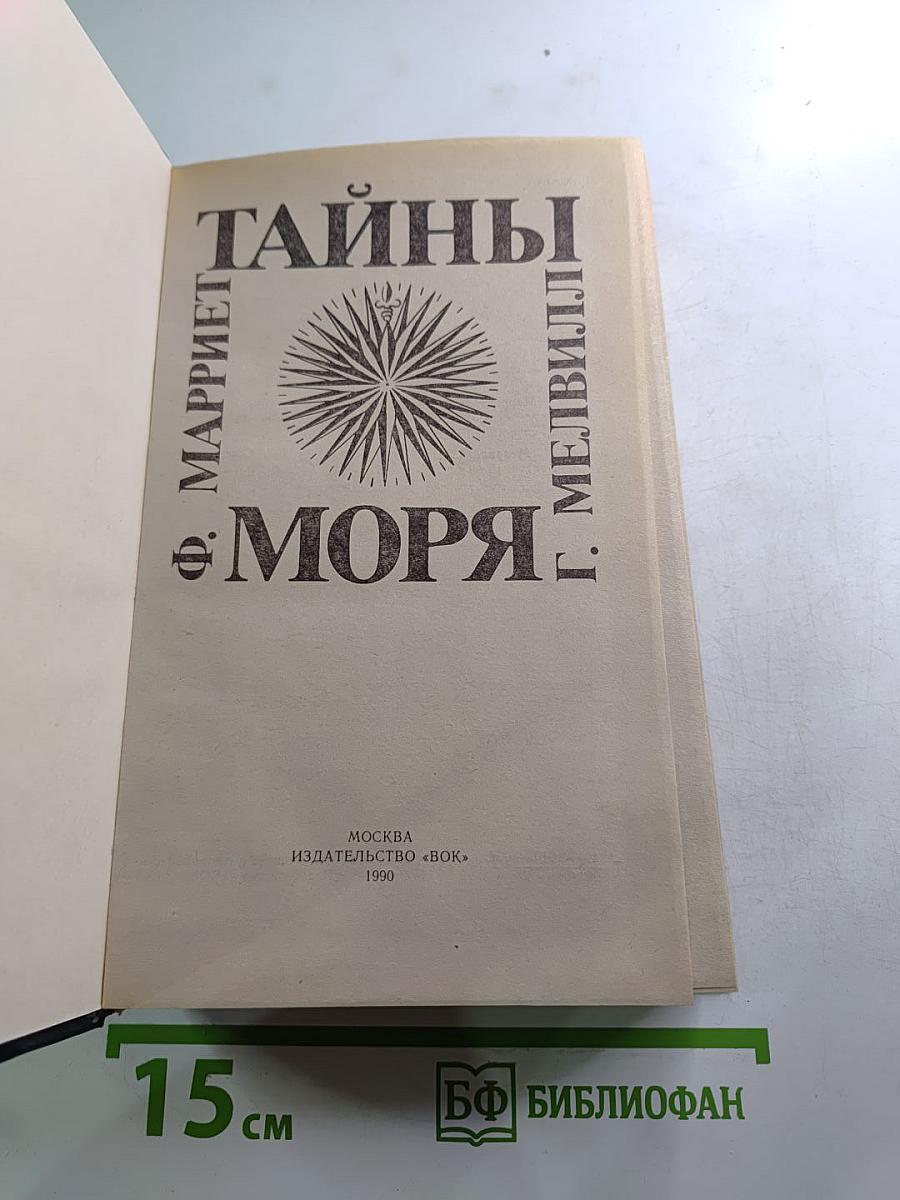 ТАЙНЫ
Ф. МАРРИЕТ
Г. МЕЛВИЛЛ
МОРЯ
МОСКВА
ИЗДАТЕЛЬСТВО «ВОК»
1990
15 см
БФ БИБЛИОФАН